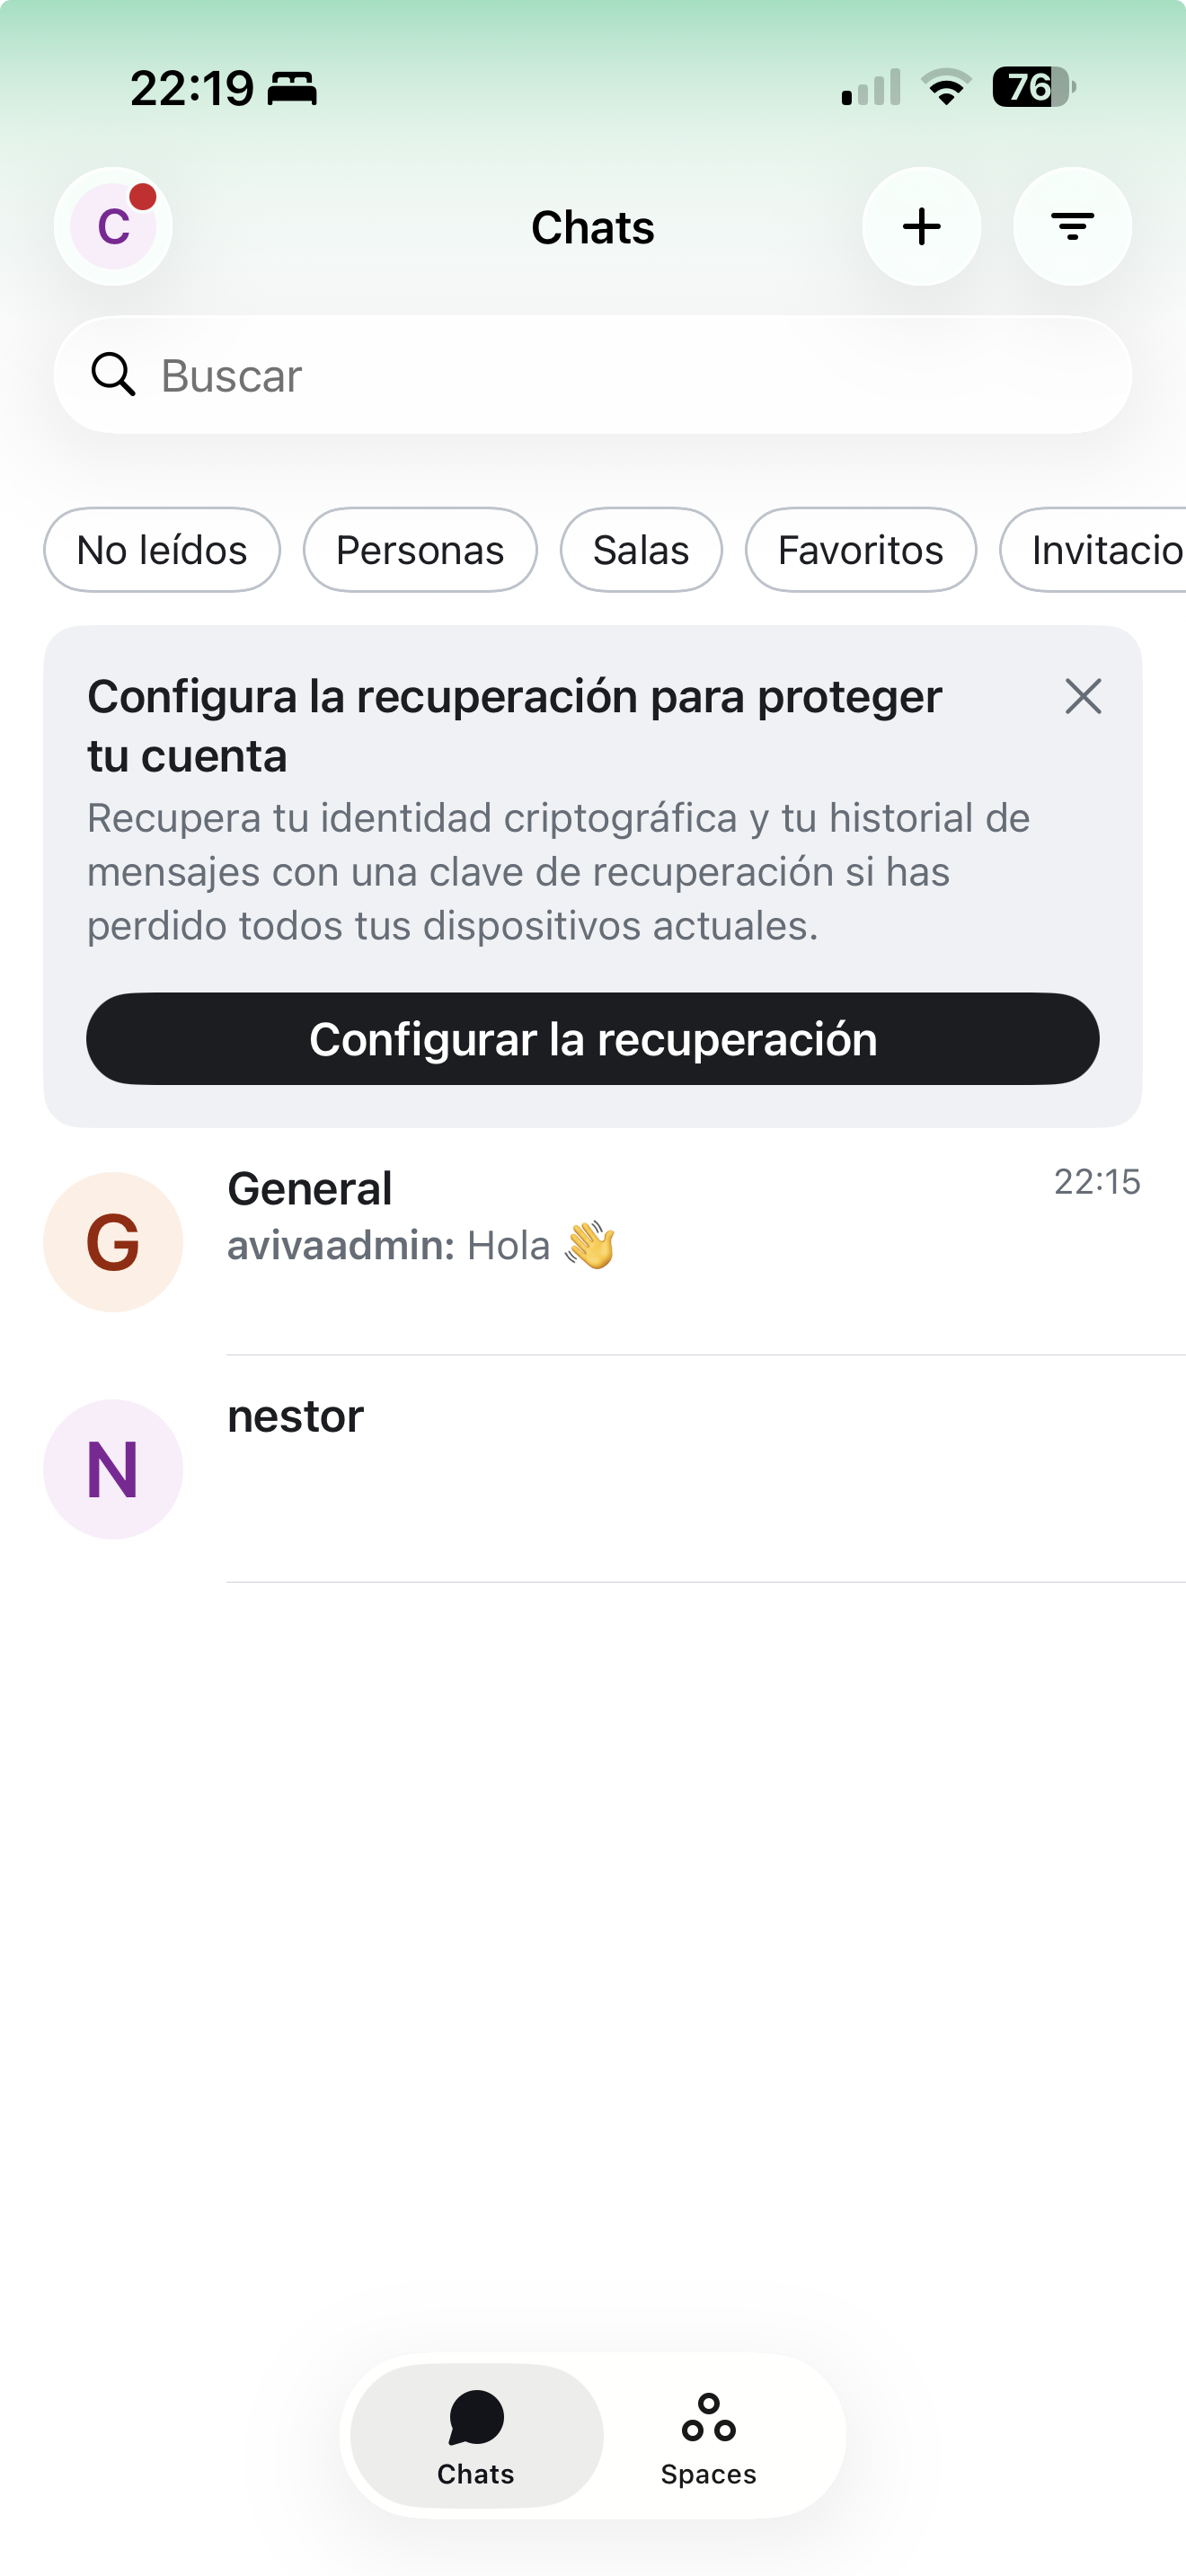 22:19
76
C
Chats
Buscar
No leídos
Personas
Salas
Favoritos
Invitacio
Configura la recuperación para proteger
tu cuenta
Recupera tu identidad criptográfica y tu historial de
mensajes con una clave de recuperación si has
perdido todos tus dispositivos actuales.
Configurar la recuperación
G
General
22:15
avivaadmin: Hola 👋
N
nestor
Chats
Spaces